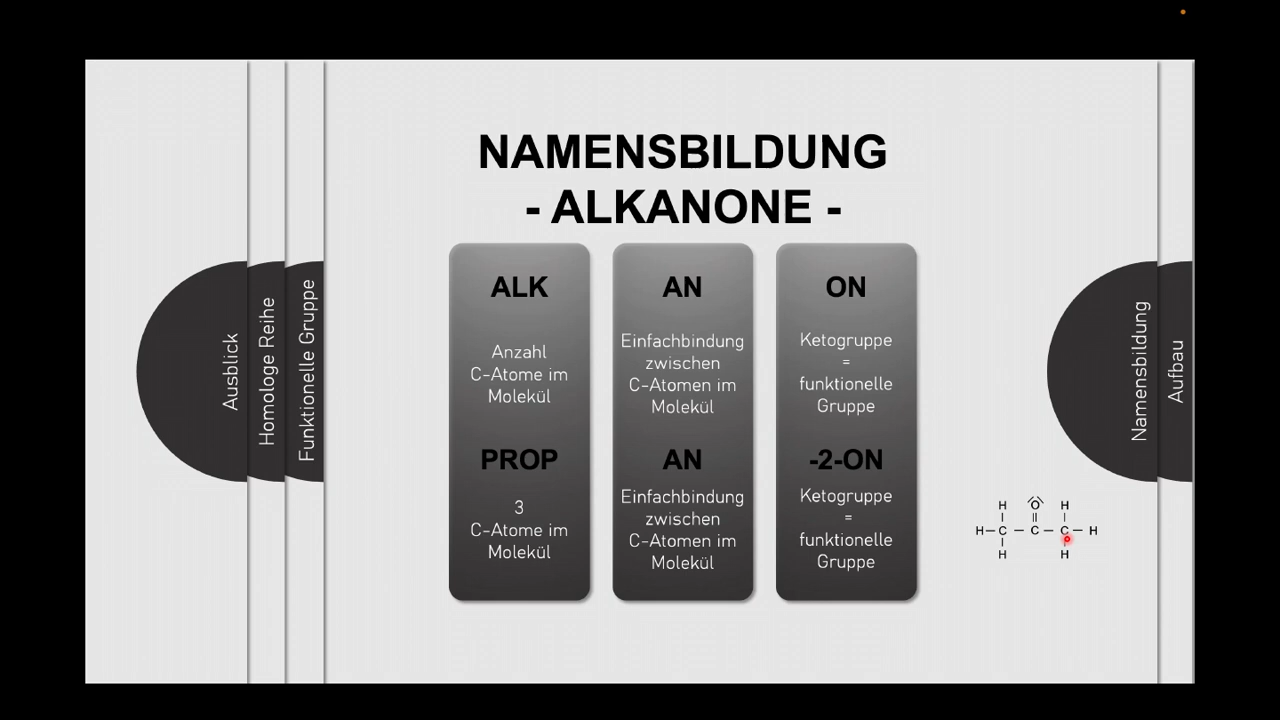 NAMENSBILDUNG
- ALKANONE -
ALK
Anzahl
C-Atome im
Molekül
PROP
3
C-Atome im
Molekül
AN
Einfachbindung
zwischen
C-Atomen im
Molekül
AN
Einfachbindung
zwischen
C-Atomen im
Molekül
ON
Ketogruppe
=
funktionelle
Gruppe
-2-ON
Ketogruppe
=
funktionelle
Gruppe
Ausblick
Homologe Reihe
Funktionelle Gruppe
Namensbildung
Aufbau
H O H
H–C–C–C–H
H H